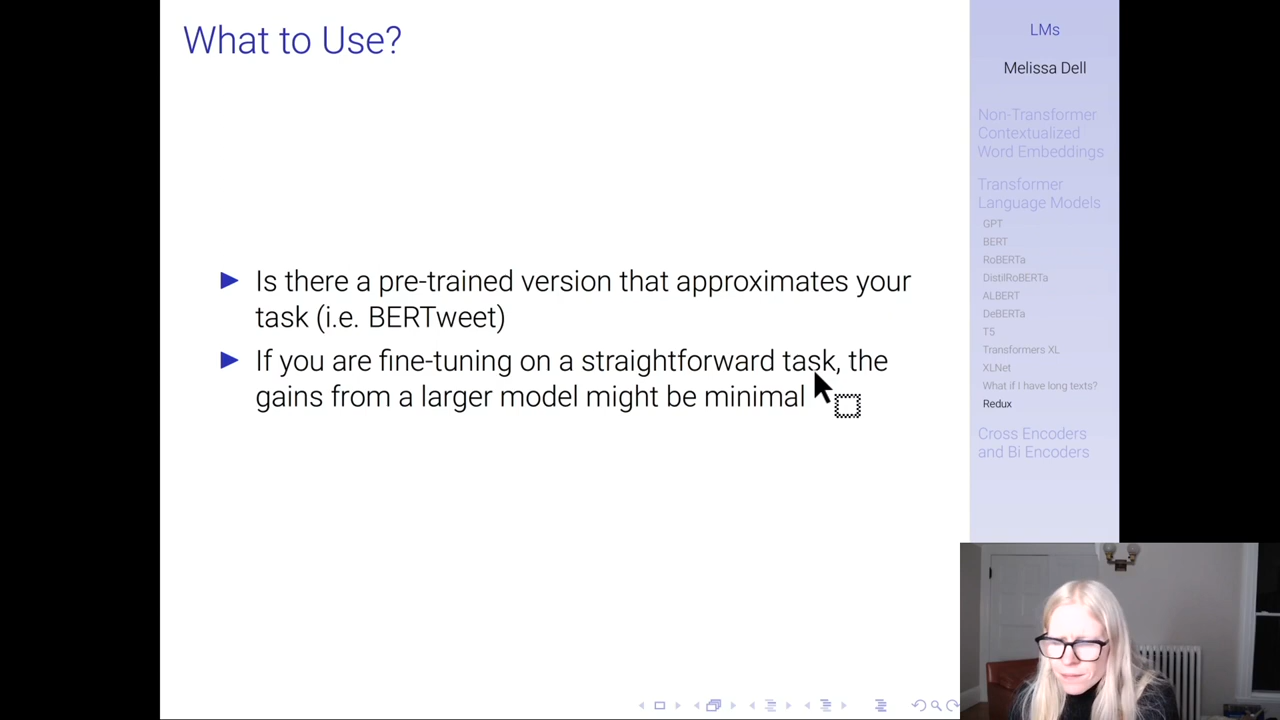 What to Use?
Is there a pre-trained version that approximates your
task (i.e. BERTweet)
If you are fine-tuning on a straightforward task, the
gains from a larger model might be minimal
LMs
Melissa Dell
Non-Transformer
Contextualized
Word Embeddings
Transformer
Language Models
GPT
BERT
RoBERTa
DistilRoBERTa
ALBERT
DeBERTa
T5
Transformers XL
XLNet
What if I have long texts?
Redux
Cross Encoders
and Bi Encoders